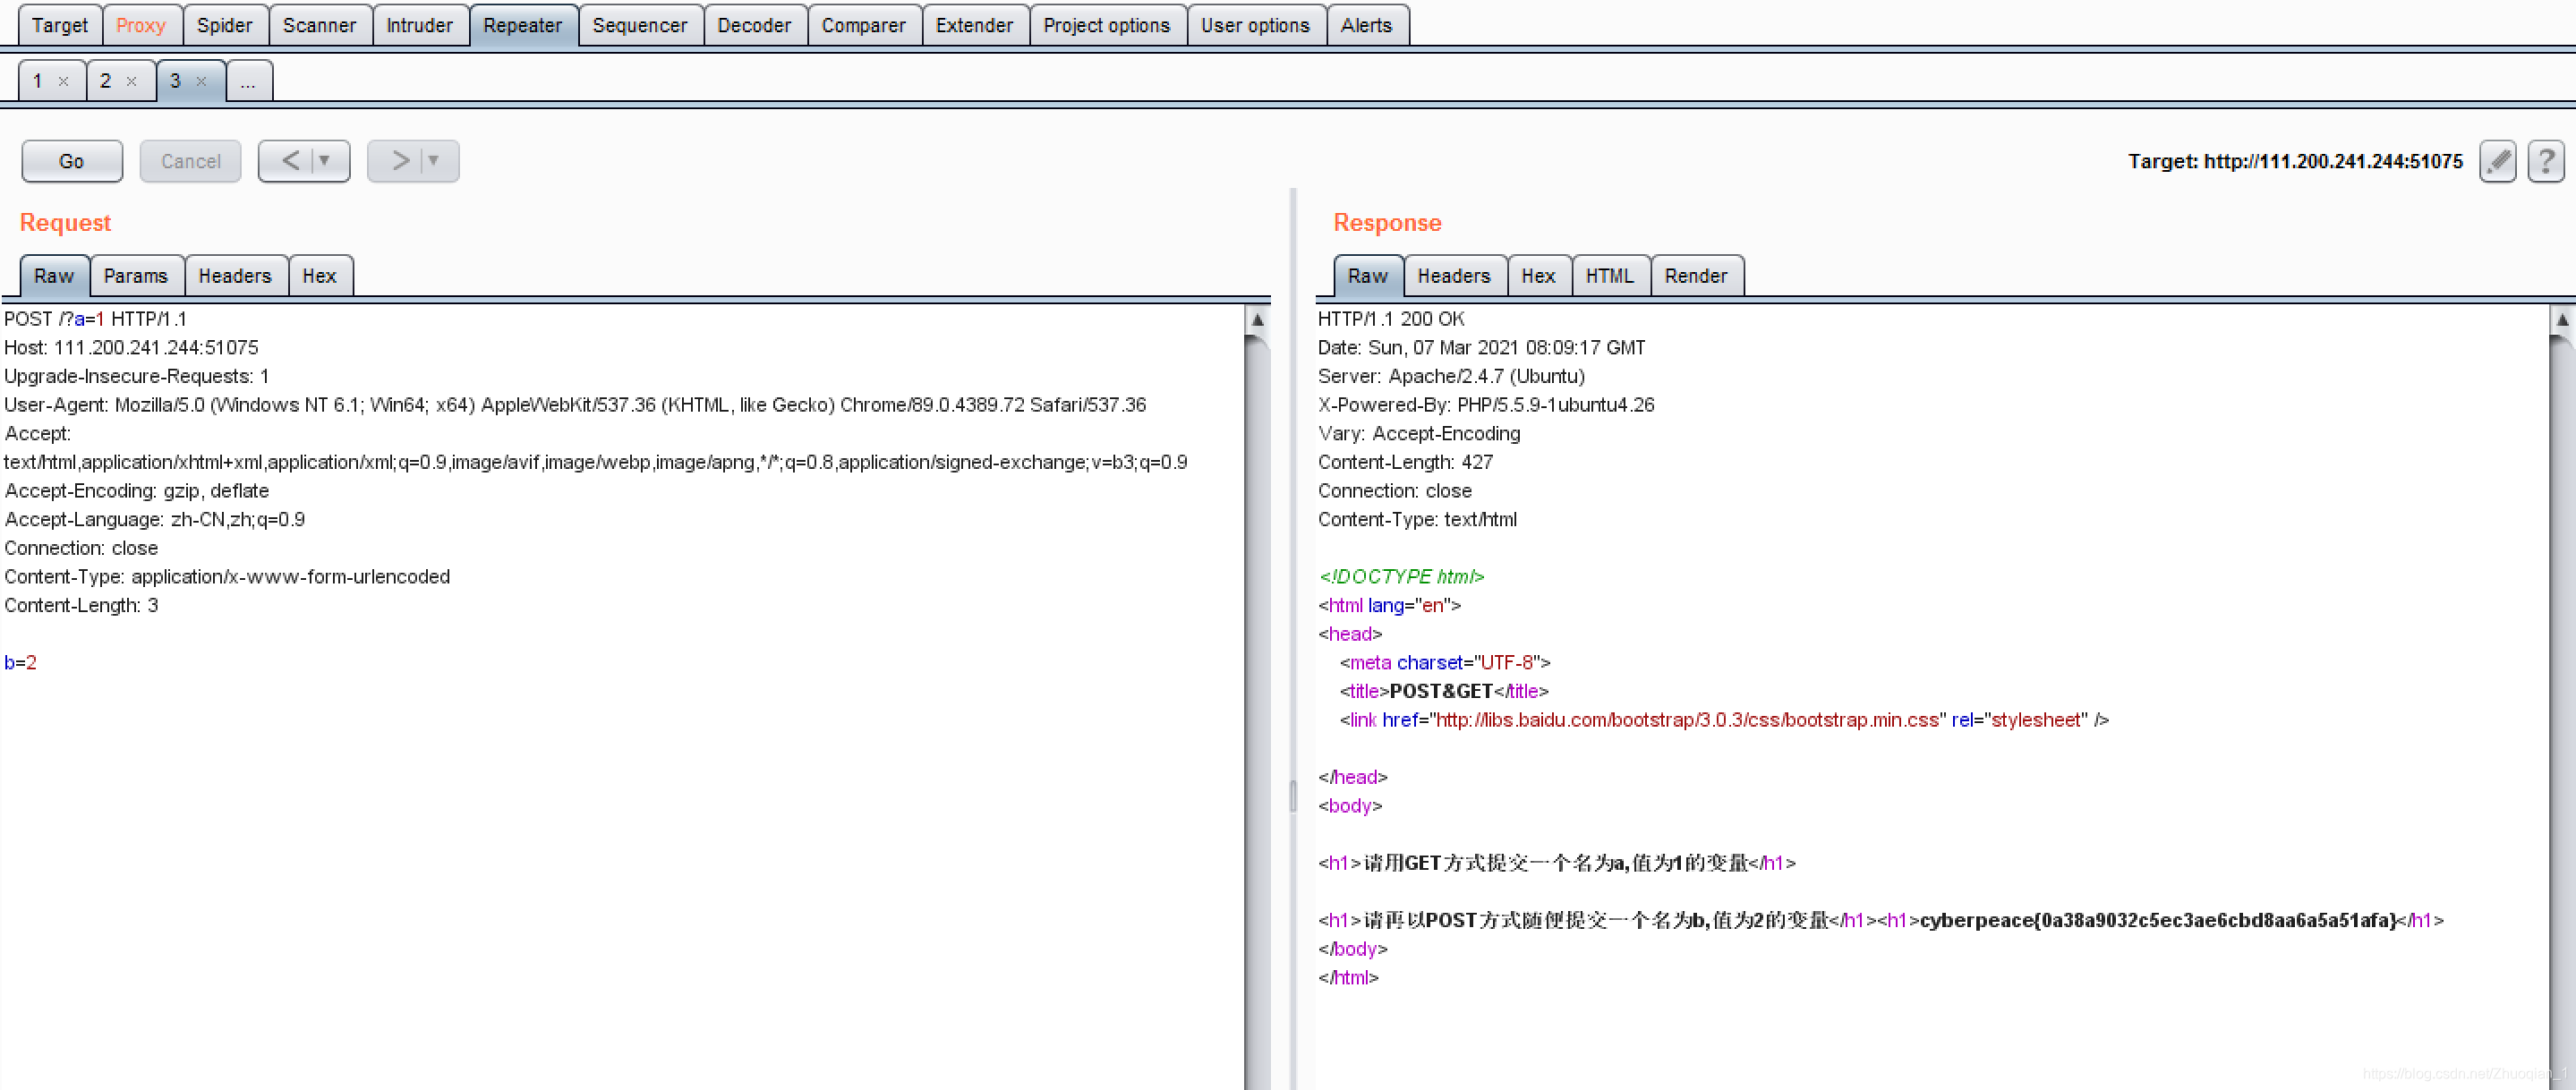 Target Proxy Spider Scanner Intruder Repeater Sequencer Decoder Comparer Extender Project options User options Alerts
1 × 2 × 3 × ...
Go Cancel < > Target: http://111.200.241.244:51075 ?
Request
Raw Params Headers Hex
POST /?a=1 HTTP/1.1
Host: 111.200.241.244:51075
Upgrade-Insecure-Requests: 1
User-Agent: Mozilla/5.0 (Windows NT 6.1; Win64; x64) AppleWebKit/537.36 (KHTML, like Gecko) Chrome/89.0.4389.72 Safari/537.36
Accept:
text/html,application/xhtml+xml,application/xml;q=0.9,image/avif,image/webp,image/apng,*/*;q=0.8,application/signed-exchange;v=b3;q=0.9
Accept-Encoding: gzip, deflate
Accept-Language: zh-CN,zh;q=0.9
Connection: close
Content-Type: application/x-www-form-urlencoded
Content-Length: 3
b=2
Response
Raw Headers Hex HTML Render
HTTP/1.1 200 OK
Date: Sun, 07 Mar 2021 08:09:17 GMT
Server: Apache/2.4.7 (Ubuntu)
X-Powered-By: PHP/5.5.9-1ubuntu4.26
Vary: Accept-Encoding
Content-Length: 427
Connection: close
Content-Type: text/html
<!DOCTYPE html>
<html lang="en">
<head>
<meta charset="UTF-8">
<title>POST&GET</title>
<link href="http://libs.baidu.com/bootstrap/3.0.3/css/bootstrap.min.css" rel="stylesheet" />
</head>
<body>
<h1>请用GET方式提交一个名为a,值为1的变量</h1>
<h1>请再以POST方式随便提交一个名为b,值为2的变量</h1><h1>cyberpeace{0a38a9032c5ec3ae6cbd8aa6a5a51afa}</h1>
</body>
</html>
https://blog.csdn.net/Zhuoqian_1